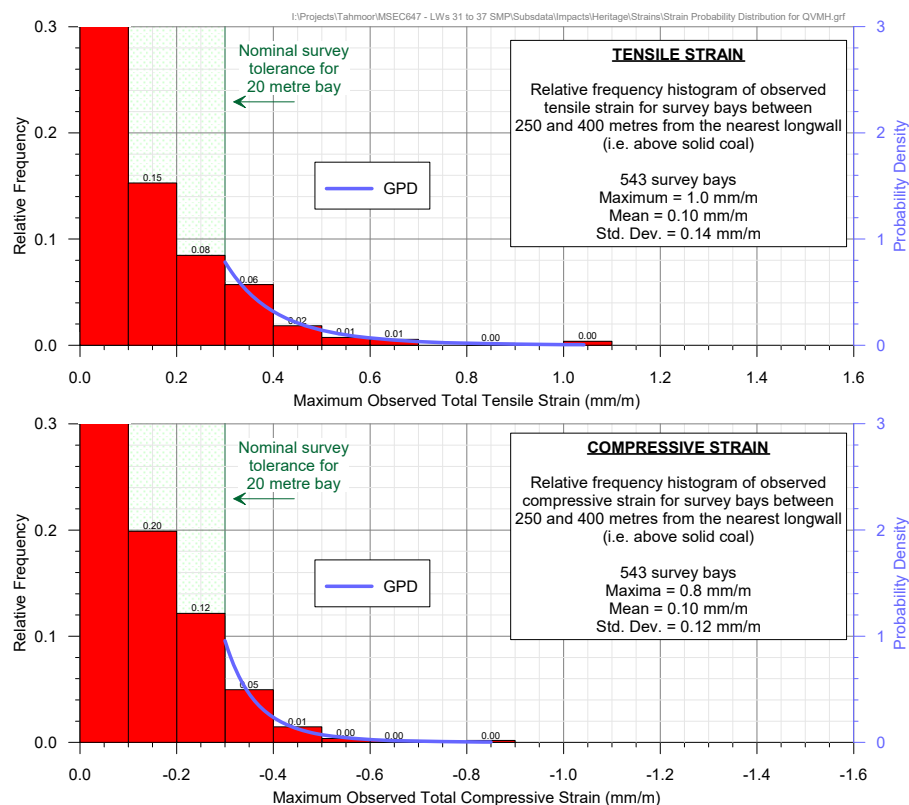 I:\Projects\Tahmoor\MSEC647 - LWs 31 to 37 SMP\Subsdata\Impacts\Heritage\Strains\Strain Probability Distribution for QVMH.grf
0.3
0.2
0.1
0.0
Relative Frequency
Nominal survey
tolerance for
20 metre bay
GPD
0.15
0.08
0.06
0.02
0.01
0.01
0.00
0.00
TENSILE STRAIN
Relative frequency histogram of observed
tensile strain for survey bays between
250 and 400 metres from the nearest longwall
(i.e. above solid coal)
543 survey bays
Maximum = 1.0 mm/m
Mean = 0.10 mm/m
Std. Dev. = 0.14 mm/m
3
2
1
0
Probability Density
0.0 0.2 0.4 0.6 0.8 1.0 1.2 1.4 1.6
Maximum Observed Total Tensile Strain (mm/m)
0.3
0.2
0.1
0.0
Relative Frequency
Nominal survey
tolerance for
20 metre bay
GPD
0.20
0.12
0.05
0.01
0.00
0.00
0.00
COMPRESSIVE STRAIN
Relative frequency histogram of observed
compressive strain for survey bays between
250 and 400 metres from the nearest longwall
(i.e. above solid coal)
543 survey bays
Maxima = 0.8 mm/m
Mean = 0.10 mm/m
Std. Dev. = 0.12 mm/m
3
2
1
0
Probability Density
0.0 -0.2 -0.4 -0.6 -0.8 -1.0 -1.2 -1.4 -1.6
Maximum Observed Total Compressive Strain (mm/m)